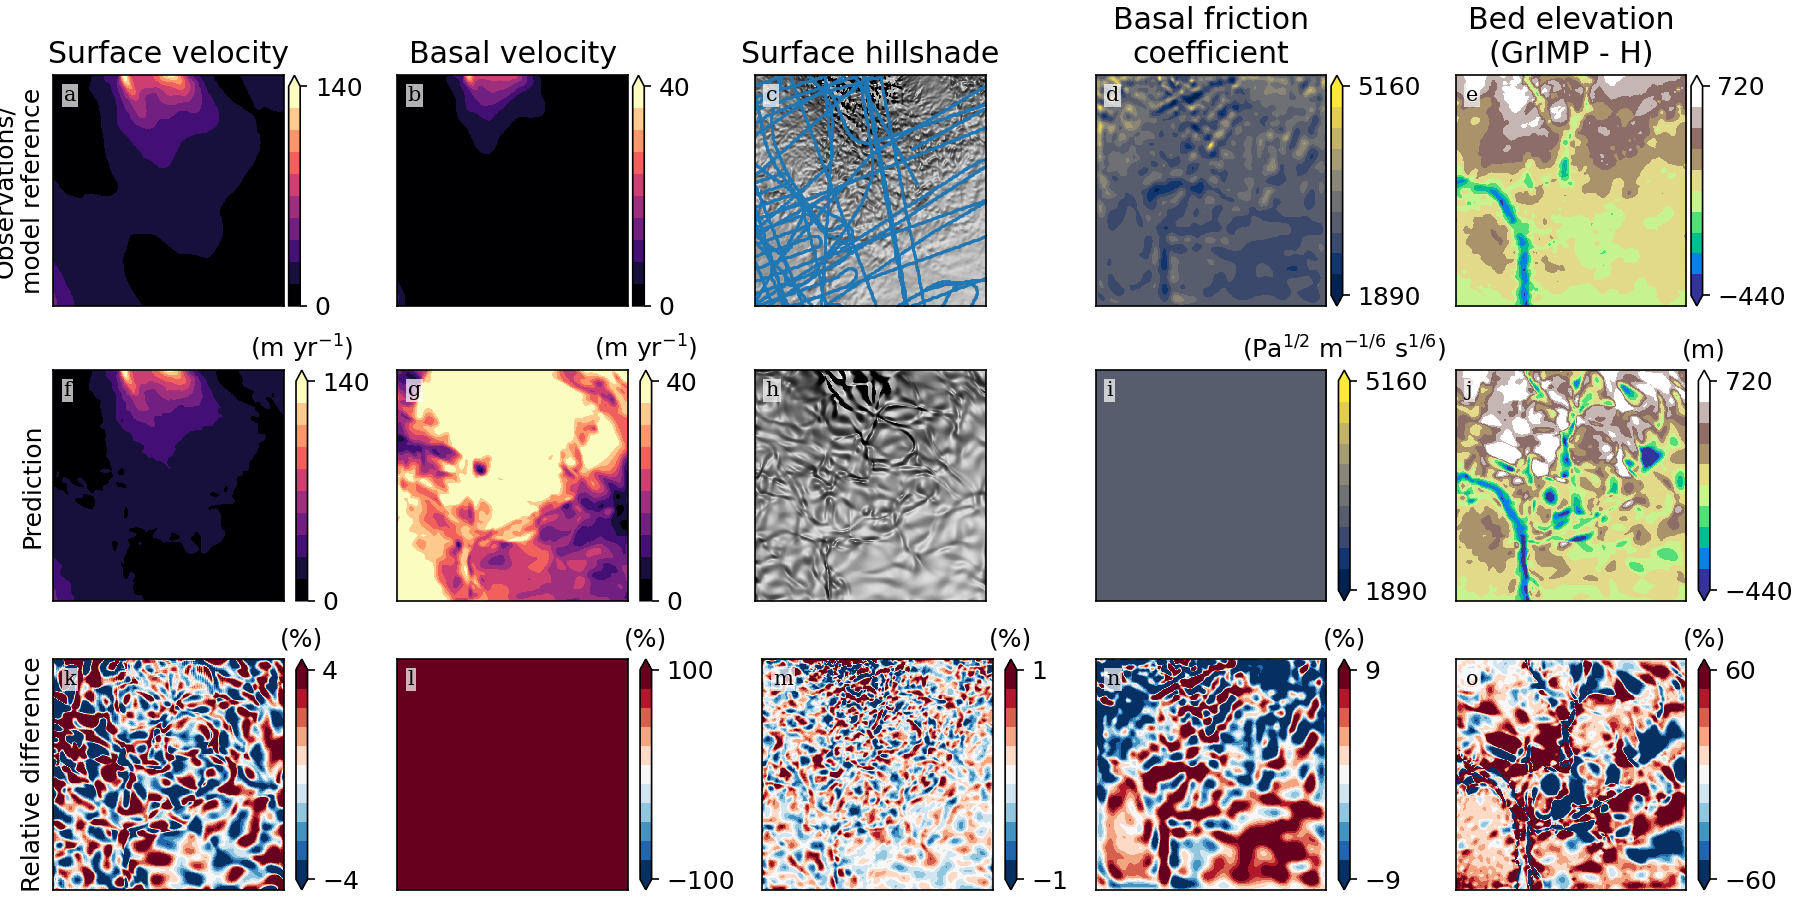 Surface velocity
Basal velocity
Surface hillshade
Basal friction
coefficient
Bed elevation
(GrIMP - H)
Observations/
model reference
a
140
0
b
40
0
c
d
5160
1890
e
720
−440
(m yr−1)
(m yr−1)
(Pa1/2 m−1/6 s1/6)
(m)
Prediction
f
140
0
g
40
0
h
i
5160
1890
j
720
−440
(%)
(%)
(%)
(%)
(%)
Relative difference
k
4
−4
l
100
−100
m
1
−1
n
9
−9
o
60
−60